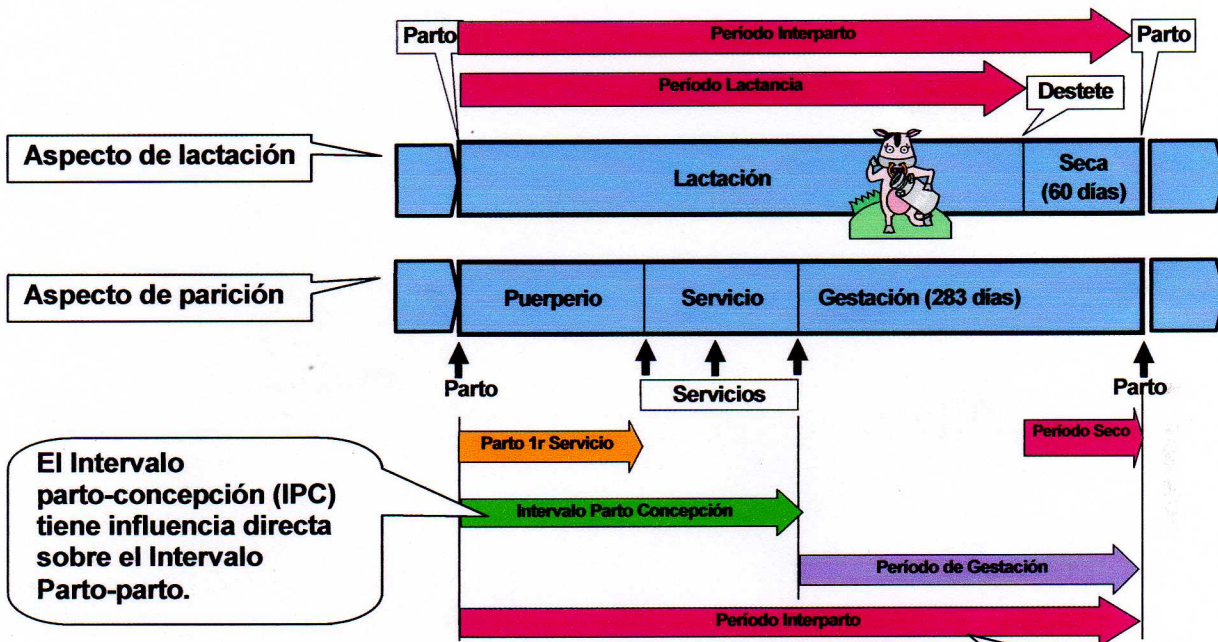 Parto
Período Interparto
Parto
Período Lactancia
Destete
Aspecto de lactación
Lactación
Seca
(60 días)
Aspecto de parición
Puerperio
Servicio
Gestación (283 días)
Parto
Servicios
Parto
Parto 1r Servicio
Período Seco
El Intervalo
parto-concepción (IPC)
tiene influencia directa
sobre el Intervalo
Parto-parto.
Intervalo Parto Concepción
Período de Gestación
Período Interparto